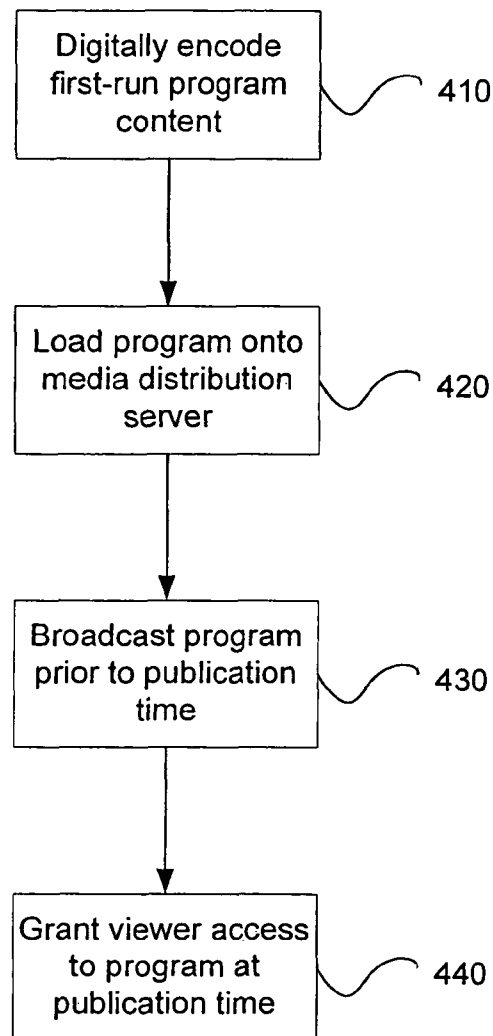 Digitally encode
first-run program
content
410
Load program onto
media distribution
server
420
Broadcast program
prior to publication
time
430
Grant viewer access
to program at
publication time
440